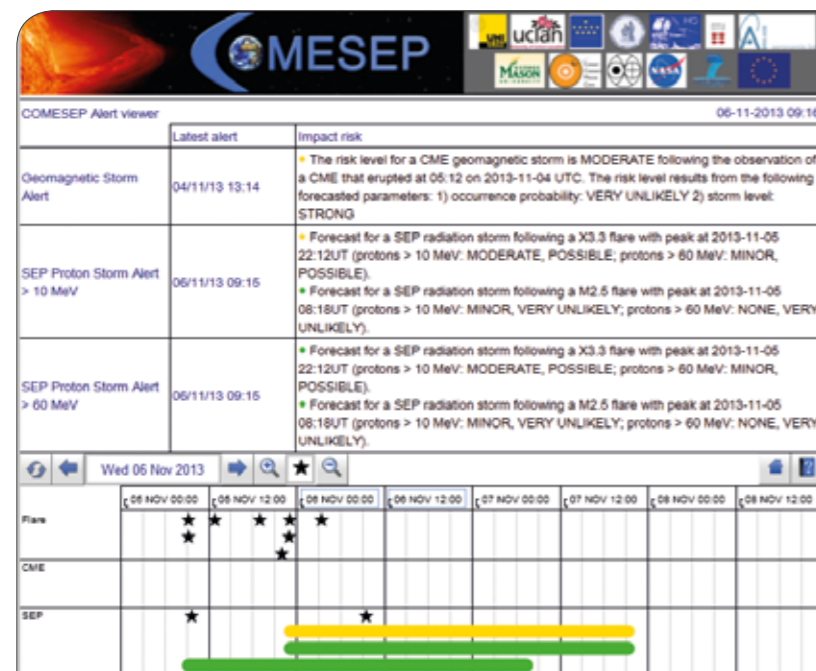 COMESEP
UNI GRAZ
uclan
MASON
UNIVERSITY
NASA
COMESEP Alert viewer
06-11-2013 09:16
Latest alert
Impact risk
Geomagnetic Storm
Alert
04/11/13 13:14
The risk level for a CME geomagnetic storm is MODERATE following the observation of
a CME that erupted at 05:12 on 2013-11-04 UTC. The risk level results from the following
forecasted parameters: 1) occurrence probability: VERY UNLIKELY 2) storm level:
STRONG
SEP Proton Storm Alert
> 10 MeV
06/11/13 09:15
Forecast for a SEP radiation storm following a X3.3 flare with peak at 2013-11-05
22:12UT (protons > 10 MeV: MODERATE, POSSIBLE; protons > 60 MeV: MINOR,
POSSIBLE).
Forecast for a SEP radiation storm following a M2.5 flare with peak at 2013-11-05
08:18UT (protons > 10 MeV: MINOR, VERY UNLIKELY; protons > 60 MeV: NONE, VERY
UNLIKELY).
SEP Proton Storm Alert
> 60 MeV
06/11/13 09:15
Forecast for a SEP radiation storm following a X3.3 flare with peak at 2013-11-05
22:12UT (protons > 10 MeV: MODERATE, POSSIBLE; protons > 60 MeV: MINOR,
POSSIBLE).
Forecast for a SEP radiation storm following a M2.5 flare with peak at 2013-11-05
08:18UT (protons > 10 MeV: MINOR, VERY UNLIKELY; protons > 60 MeV: NONE, VERY
UNLIKELY).
Wed 06 Nov 2013
?
05 NOV 00:00
05 NOV 12:00
06 NOV 00:00
06 NOV 12:00
07 NOV 00:00
07 NOV 12:00
08 NOV 00:00
08 NOV 12:00
Flare
CME
SEP